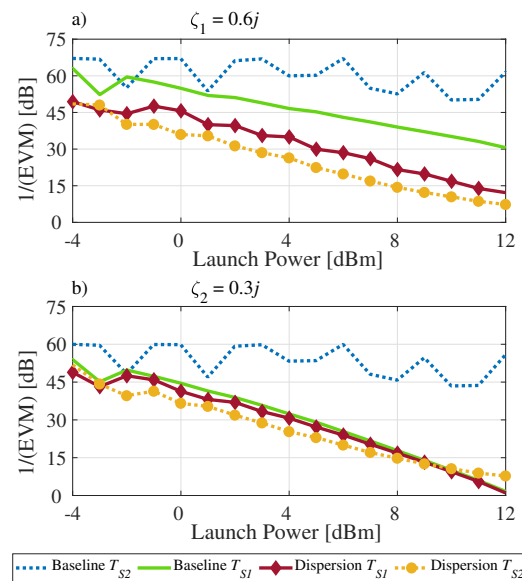 a) ζ1 = 0.6j
75
60
45
30
15
0
1/(EVM) [dB]
-4 0 4 8 12
Launch Power [dBm]
b) ζ2 = 0.3j
75
60
45
30
15
0
1/(EVM) [dB]
-4 0 4 8 12
Launch Power [dBm]
Baseline TS2 Baseline TS1 Dispersion TS1 Dispersion TS2